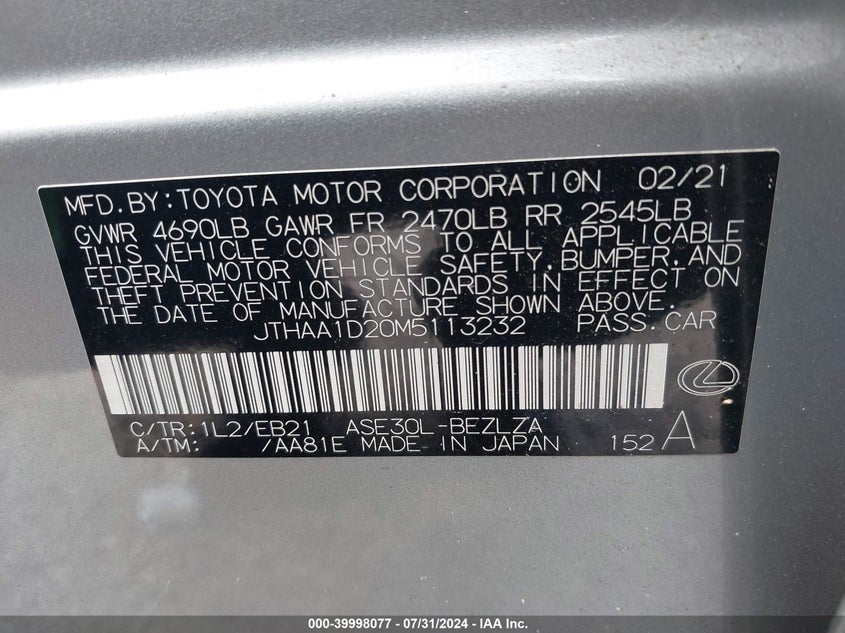 MFD.BY:TOYOTA MOTOR CORPORATION 02/21
GVWR 4690LB GAWR FR 2470LB RR 2545LB
THIS VEHICLE CONFORMS TO ALL APPLICABLE
FEDERAL MOTOR VEHICLE SAFETY,BUMPER,AND
THEFT PREVENTION STANDARDS IN EFFECT ON
THE DATE OF MANUFACTURE SHOWN ABOVE.
JTHAA1D20M5113232 PASS.CAR
C/TR:1L2/EB21 ASE30L-BEZLZA
A/TM: /AA81E MADE IN JAPAN 152 A
000-39998077 - 07/31/2024 - IAA Inc.